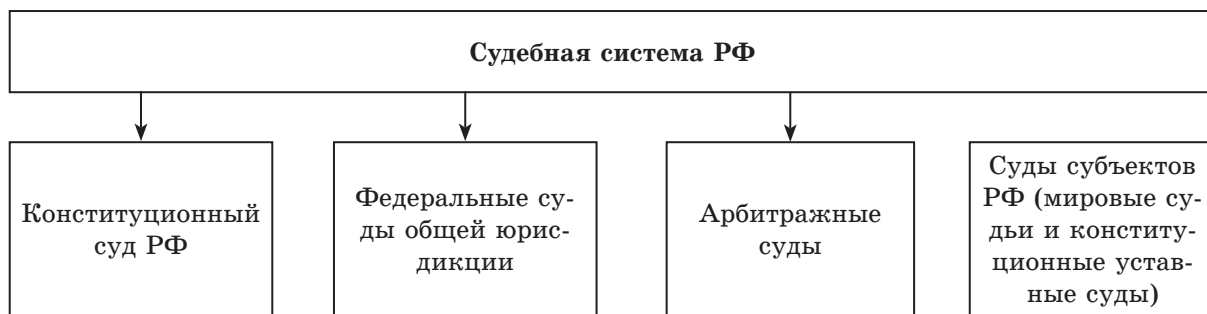 Судебная система РФ
Конституционный
суд РФ
Федеральные су-
ды общей юрис-
дикции
Арбитражные
суды
Суды субъектов
РФ (мировые су-
дьи и конститу-
ционные устав-
ные суды)